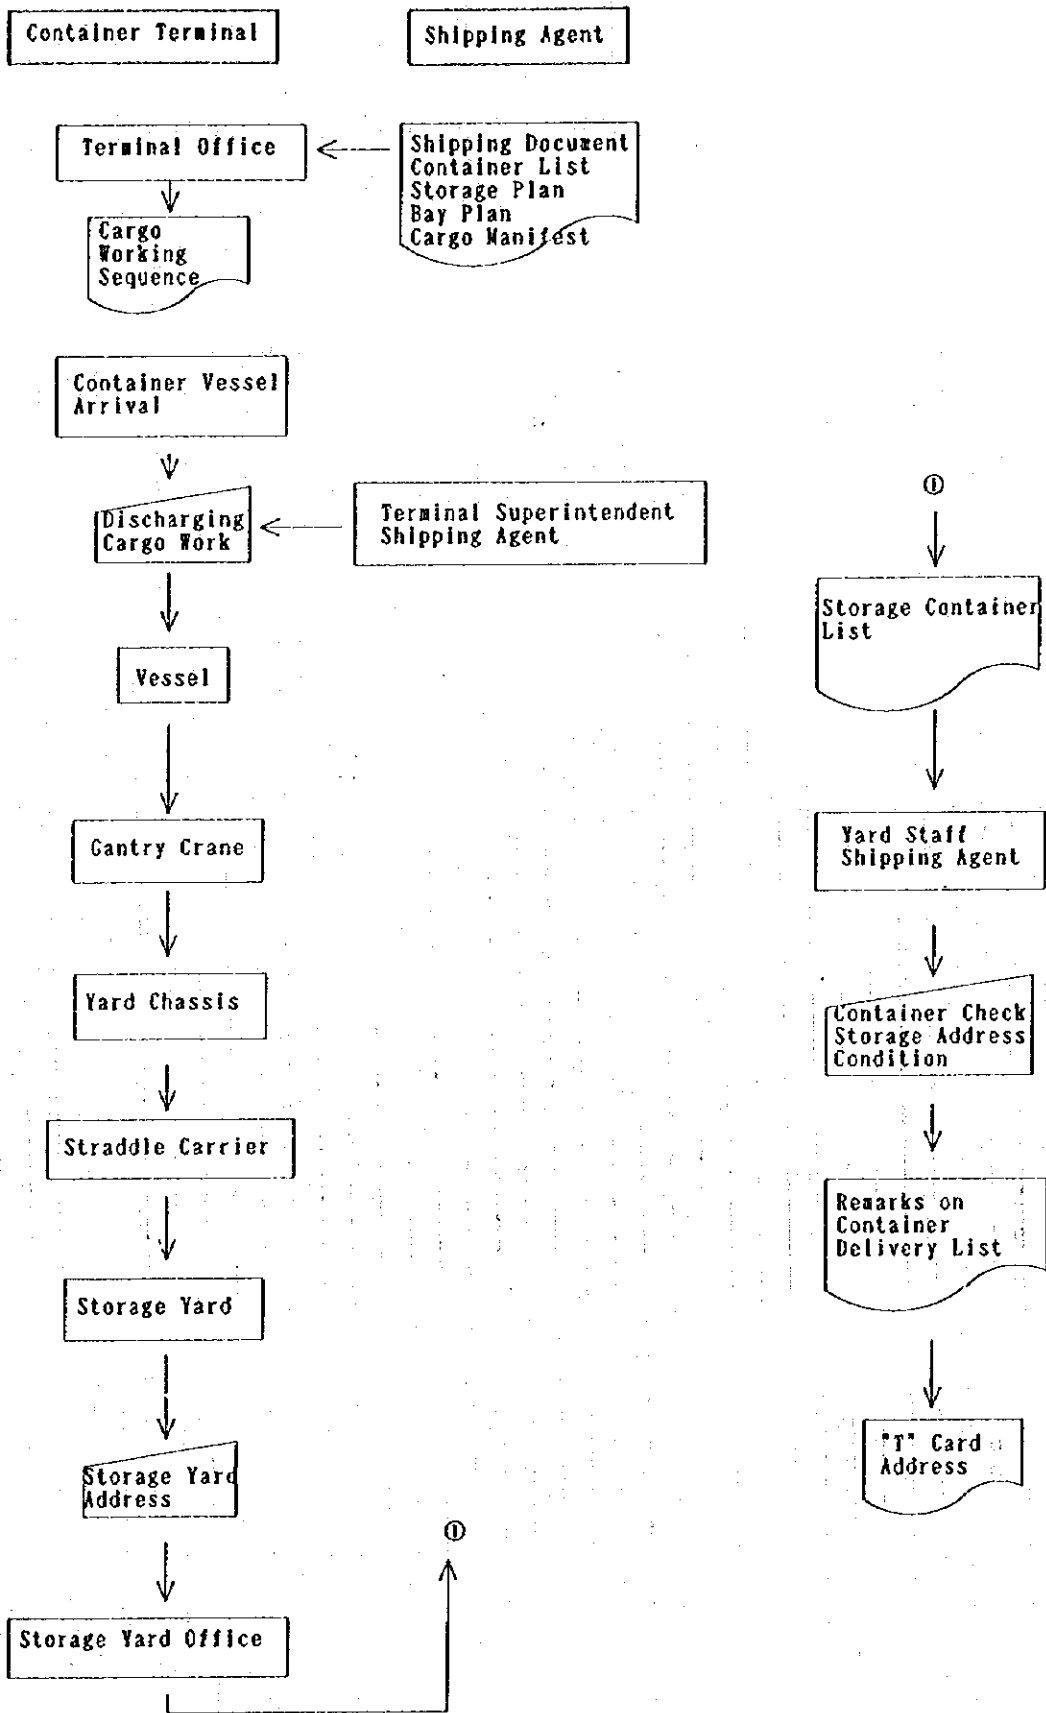 Container Terminal
Shipping Agent
Terminal Office
Shipping Document
Container List
Storage Plan
Bay Plan
Cargo Manifest
Cargo
Working
Sequence
Container Vessel
Arrival
Discharging
Cargo Work
Terminal Superintendent
Shipping Agent
Vessel
Gantry Crane
Yard Chassis
Straddle Carrier
Storage Yard
Storage Yard
Address
Storage Yard Office
①
①
Storage Container
List
Yard Staff
Shipping Agent
Container Check
Storage Address
Condition
Remarks on
Container
Delivery List
"T" Card
Address